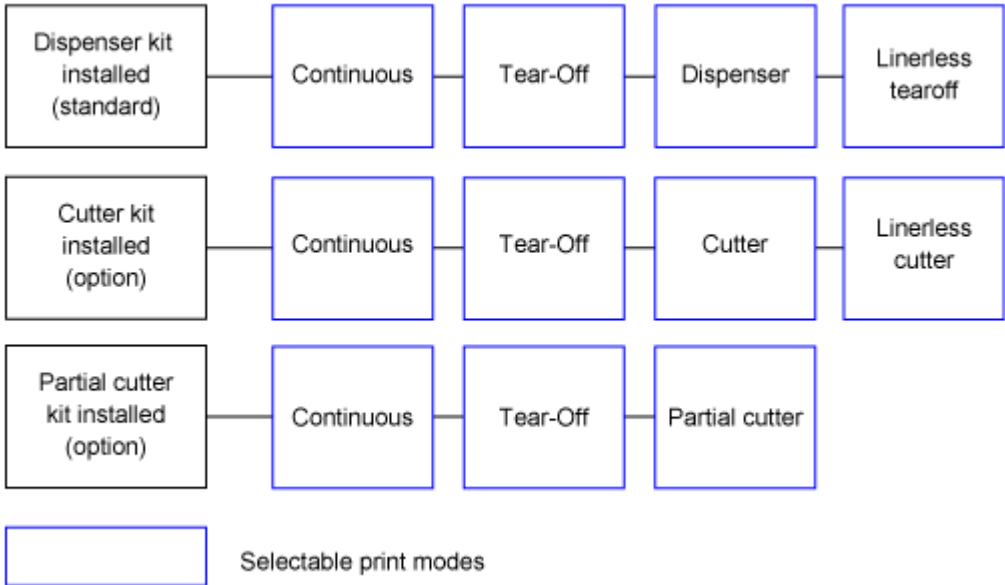 Dispenser kit
installed
(standard)
Continuous
Tear-Off
Dispenser
Linerless
tearoff
Cutter kit
installed
(option)
Continuous
Tear-Off
Cutter
Linerless
cutter
Partial cutter
kit installed
(option)
Continuous
Tear-Off
Partial cutter
Selectable print modes